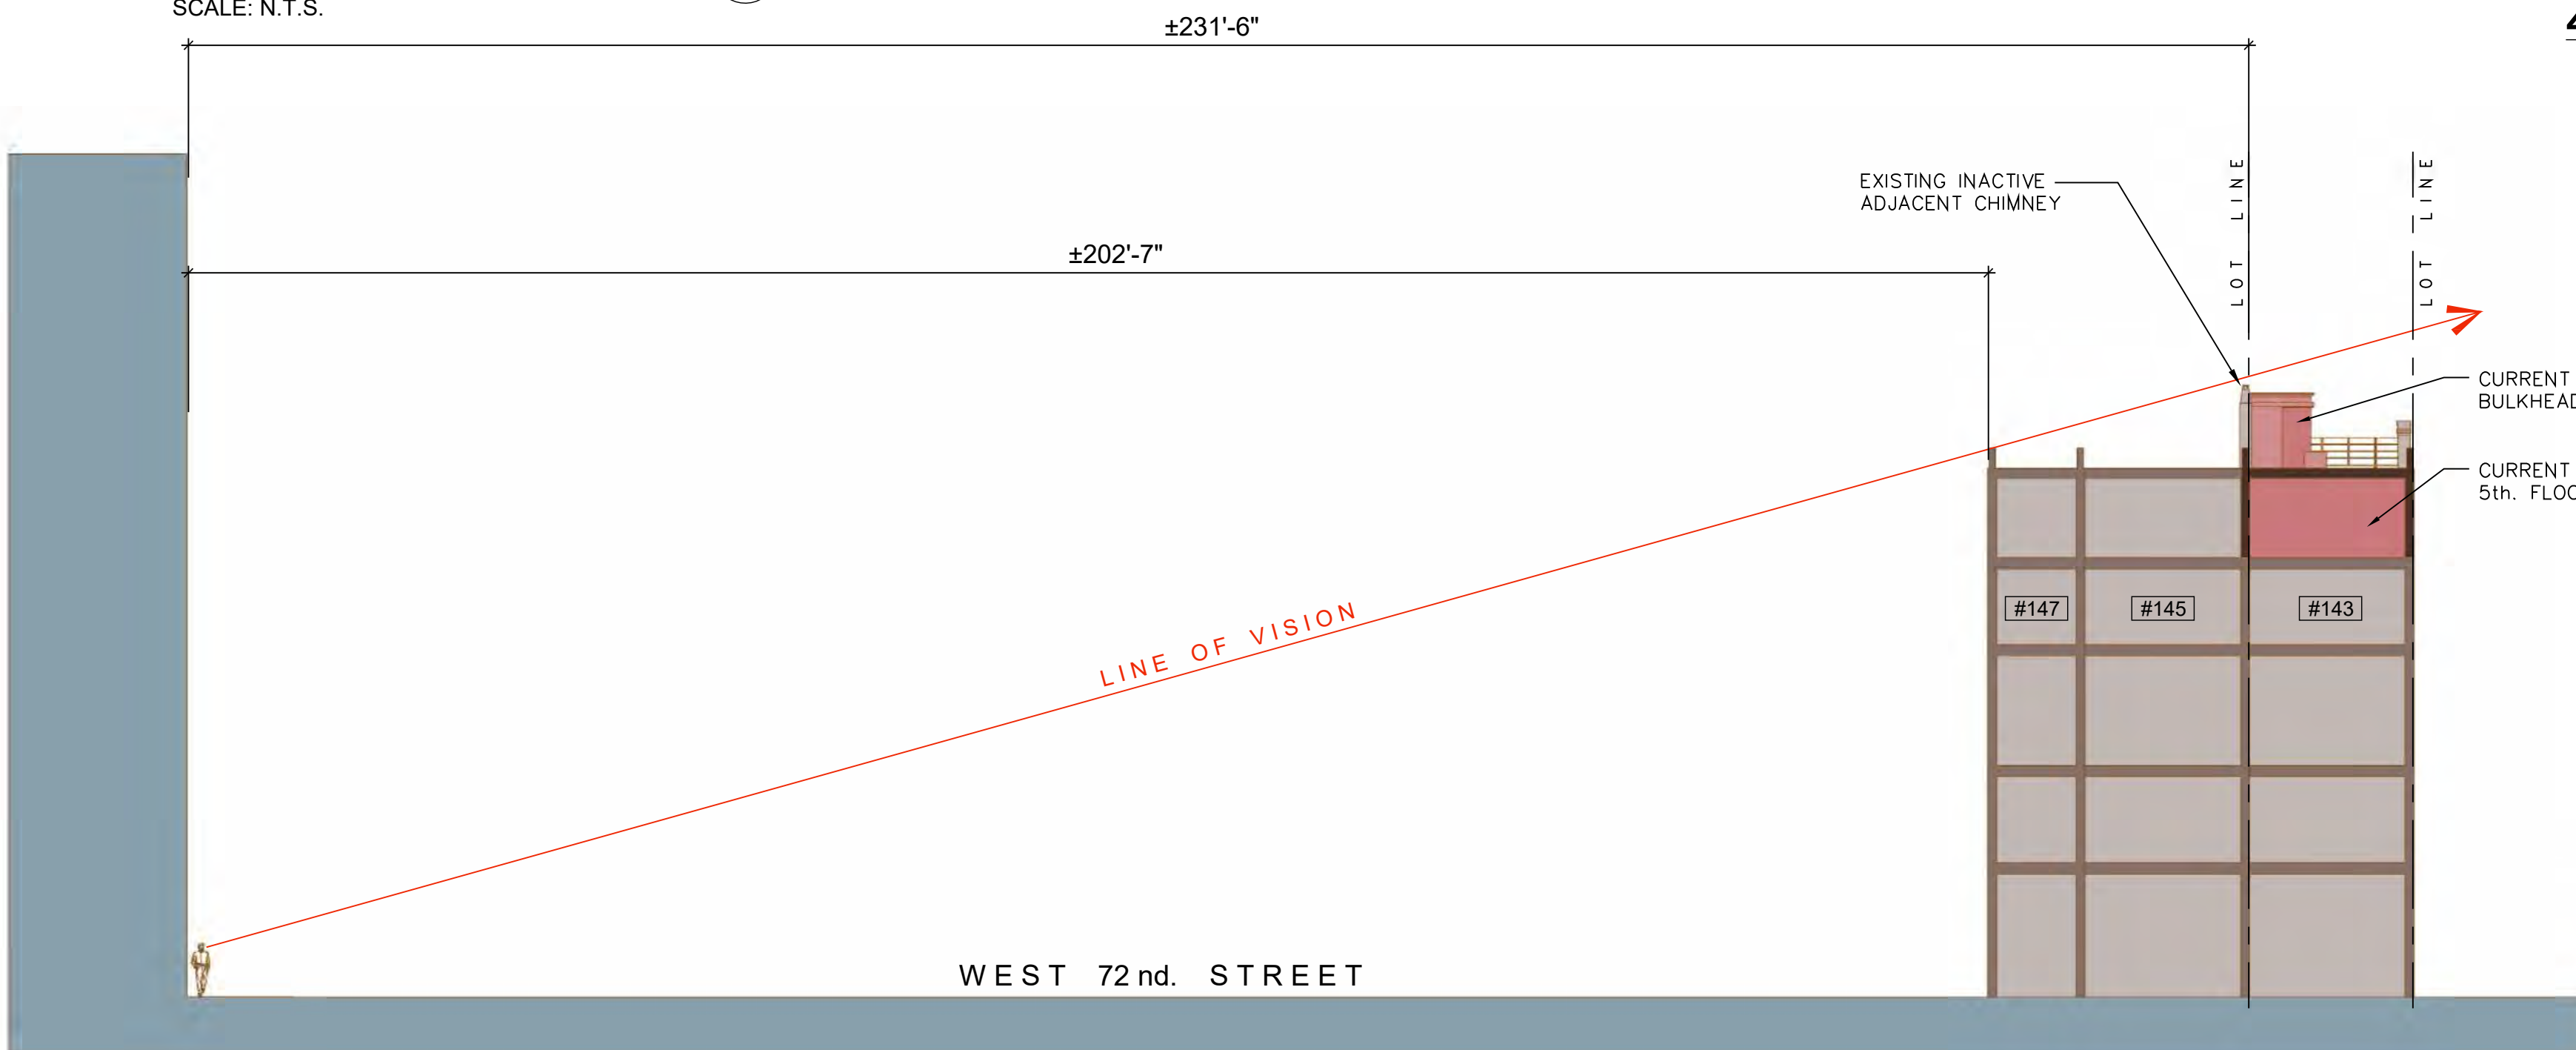 SCALE: N.T.S.
±231'-6"
EXISTING INACTIVE
ADJACENT CHIMNEY
LOT LINE
LOT LINE
±202'-7"
CURRENT
BULKHEAD
CURRENT
5th. FLOO
#147
#145
#143
LINE OF VISION
WEST 72 nd. STREET